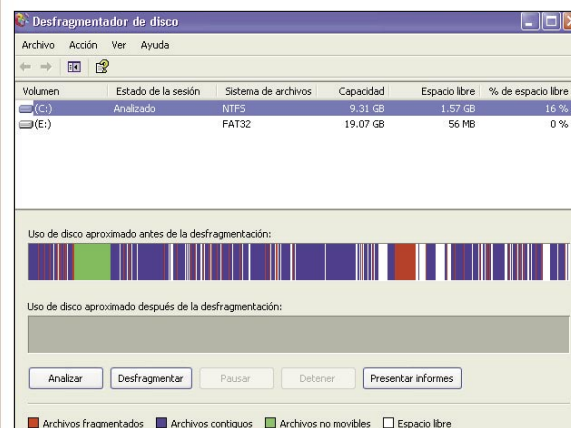 Desfragmentador de disco
Archivo Acción Ver Ayuda
Volumen Estado de la sesión Sistema de archivos Capacidad Espacio libre % de espacio libre
(C:) Analizado NTFS 9.31 GB 1.57 GB 16 %
(E:) FAT32 19.07 GB 56 MB 0 %
Uso de disco aproximado antes de la desfragmentación:
Uso de disco aproximado después de la desfragmentación:
Analizar Desfragmentar Pausar Detener Presentar informes
Archivos fragmentados Archivos contiguos Archivos no movibles Espacio libre